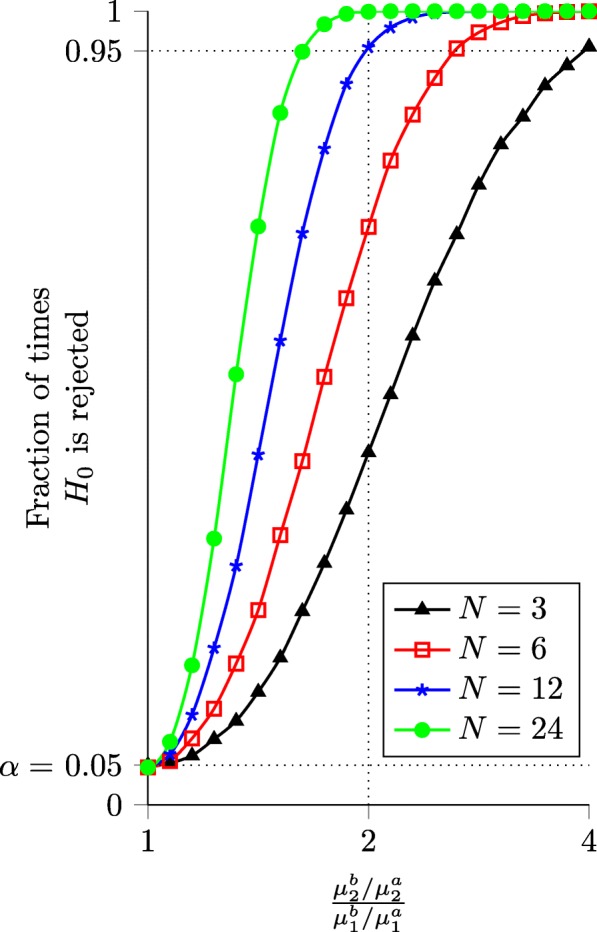 1
0.95
Fraction of times
H₀ is rejected
N = 3
N = 6
N = 12
N = 24
α = 0.05
0
1 2 4
μ₂ᵇ/μ₂ᵃ
μ₁ᵇ/μ₁ᵃ